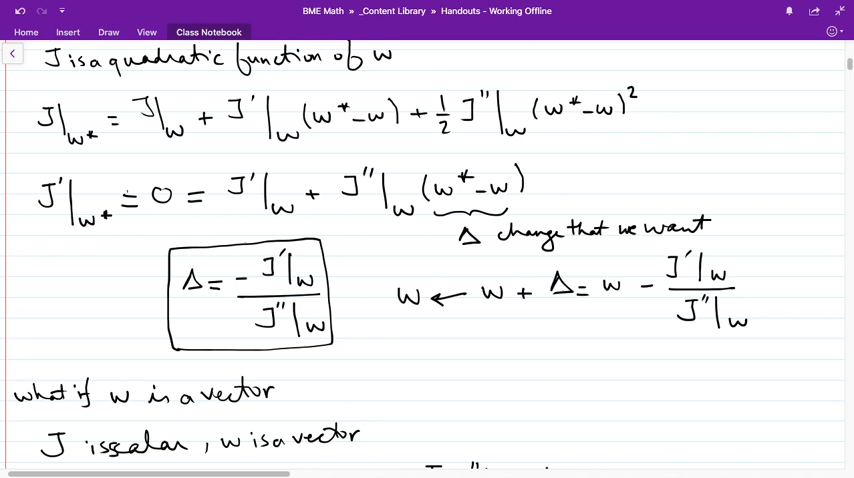 BME Math » _Content Library » Handouts - Working Offline
Home Insert Draw View Class Notebook
J is a quadratic function of w
J|w* = J|w + J'|w (w*-w) + 1/2 J''|w (w*-w)²
J'|w* = 0 = J'|w + J''|w (w*-w)
Δ change that we want
Δ = - J'|w / J''|w
w ← w + Δ = w - J'|w / J''|w
what if w is a vector
J is scalar, w is a vector